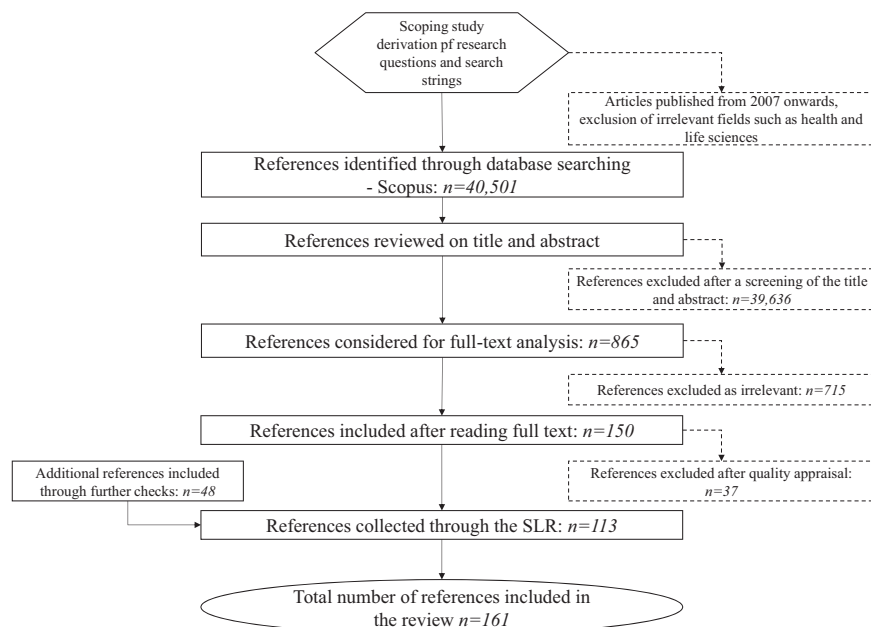 Scoping study
derivation pf research
questions and search
strings
Articles published from 2007 onwards,
exclusion of irrelevant fields such as health and
life sciences
References identified through database searching
- Scopus: n=40,501
References reviewed on title and abstract
References excluded after a screening of the title
and abstract: n=39,636
References considered for full-text analysis: n=865
References excluded as irrelevant: n=715
References included after reading full text: n=150
References excluded after quality appraisal:
n=37
Additional references included
through further checks: n=48
References collected through the SLR: n=113
Total number of references included in
the review n=161